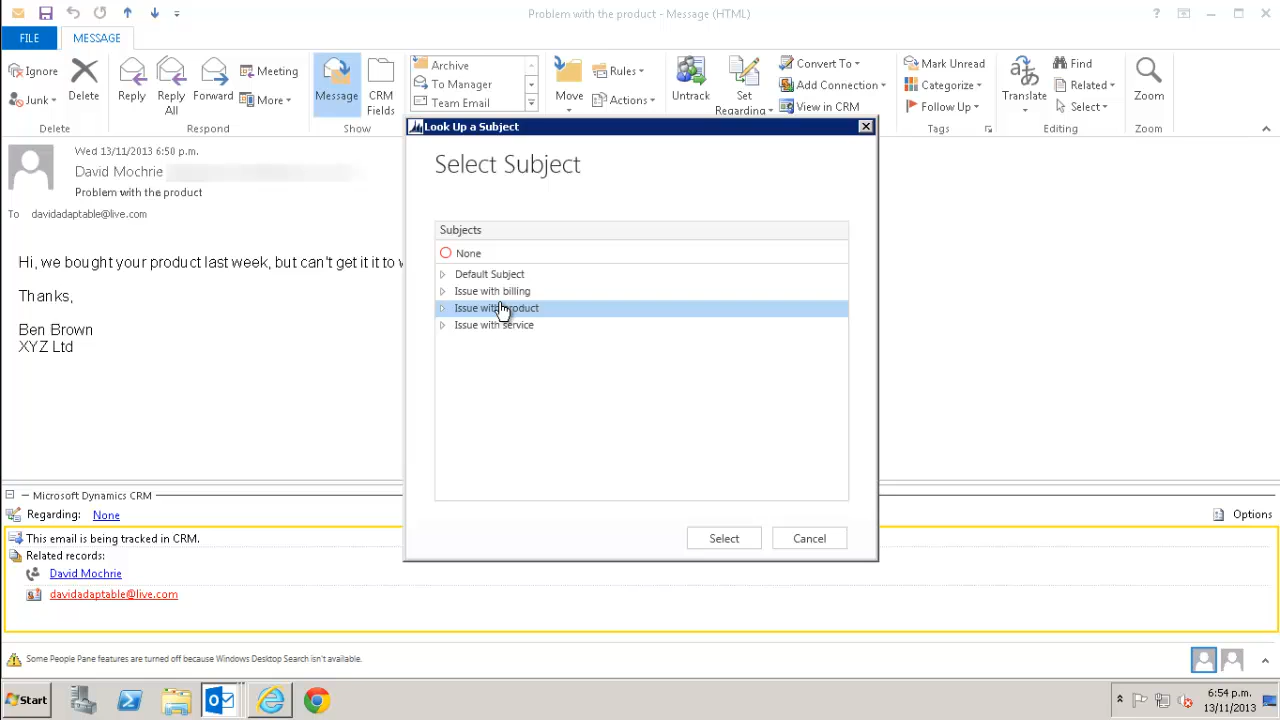 Problem with the product - Message (HTML)
FILE MESSAGE
Ignore
Junk
Delete
Delete
Reply
Reply All
Forward
Meeting
More
Respond
Message
CRM Fields
Show
Archive
To Manager
Team Email
Move
Rules
Actions
Untrack
Set Regarding
Convert To
Add Connection
View in CRM
Mark Unread
Categorize
Follow Up
Tags
Translate
Find
Related
Select
Editing
Zoom
Zoom
Wed 13/11/2013 6:50 p.m.
David Mochrie
Problem with the product
To davidadaptable@live.com
Hi, we bought your product last week, but can't get it it to w
Thanks,
Ben Brown
XYZ Ltd
Look Up a Subject
Select Subject
Subjects
None
Default Subject
Issue with billing
Issue with product
Issue with service
Select Cancel
Microsoft Dynamics CRM
Regarding: None Options
This email is being tracked in CRM.
Related records:
David Mochrie
davidadaptable@live.com
Some People Pane features are turned off because Windows Desktop Search isn't available.
Start
6:54 p.m.
13/11/2013